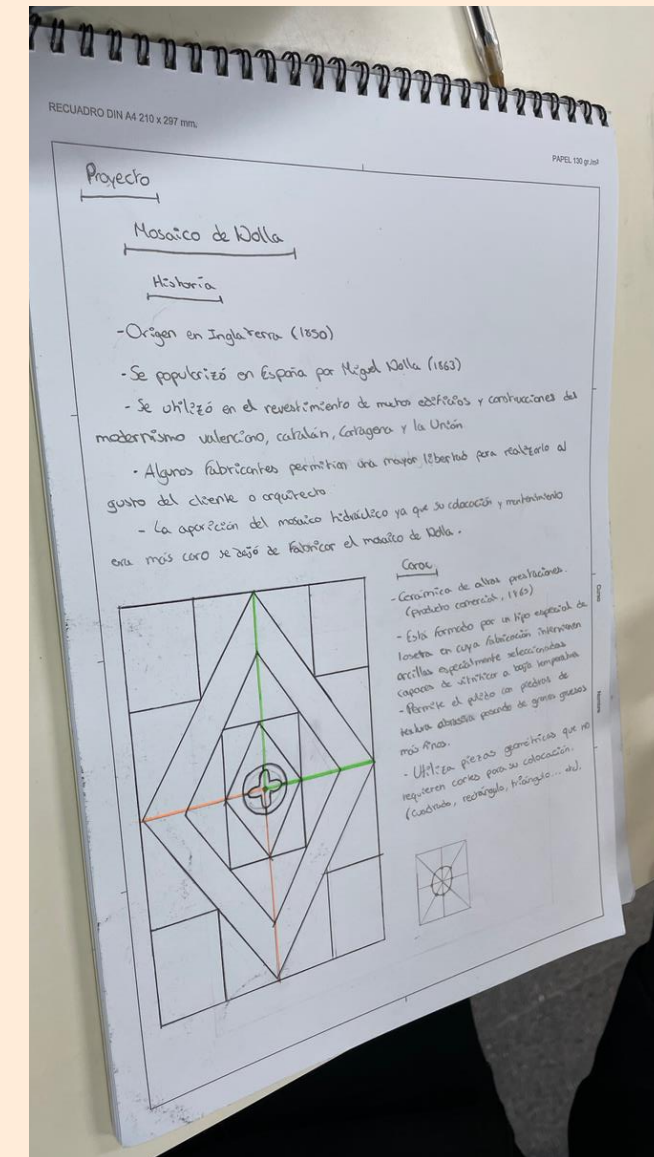 RECUADRO DIN A4 210 x 297 mm.
PAPEL 130 gr./m²
Proyecto
Mosaico de Nolla
Historia
- Origen en Inglaterra (1850)
- Se popularizó en España por Miguel Nolla (1863)
- Se utilizó en el revestimiento de muchos edificios y construcciones del
modernismo valenciano, catalán, Cartagena y la Unión
- Algunos fabricantes permitian una mayor libertad para realizarlo al
gusto del cliente o arquitecto
- La aparición del mosaico hidráulico ya que su colocación y mantenimiento
era más caro se dejó de fabricar el mosaico de Nolla.
Carac.
- Cerámica de altas prestaciones.
(producto comercial, 1865)
- Está formado por un tipo especial de
loseta en cuya fabricación intervienen
arcillas especialmente seleccionadas
capaces de vitrificar a baja temperatura
- Permite el pulido con piedras de
textura abrasiva pasando de granos gruesos
más finos.
- Utiliza piezas geométricas que no
requieren cortes para su colocación.
(cuadrado, rectángulo, triángulo... etc).
Curso
Nombre